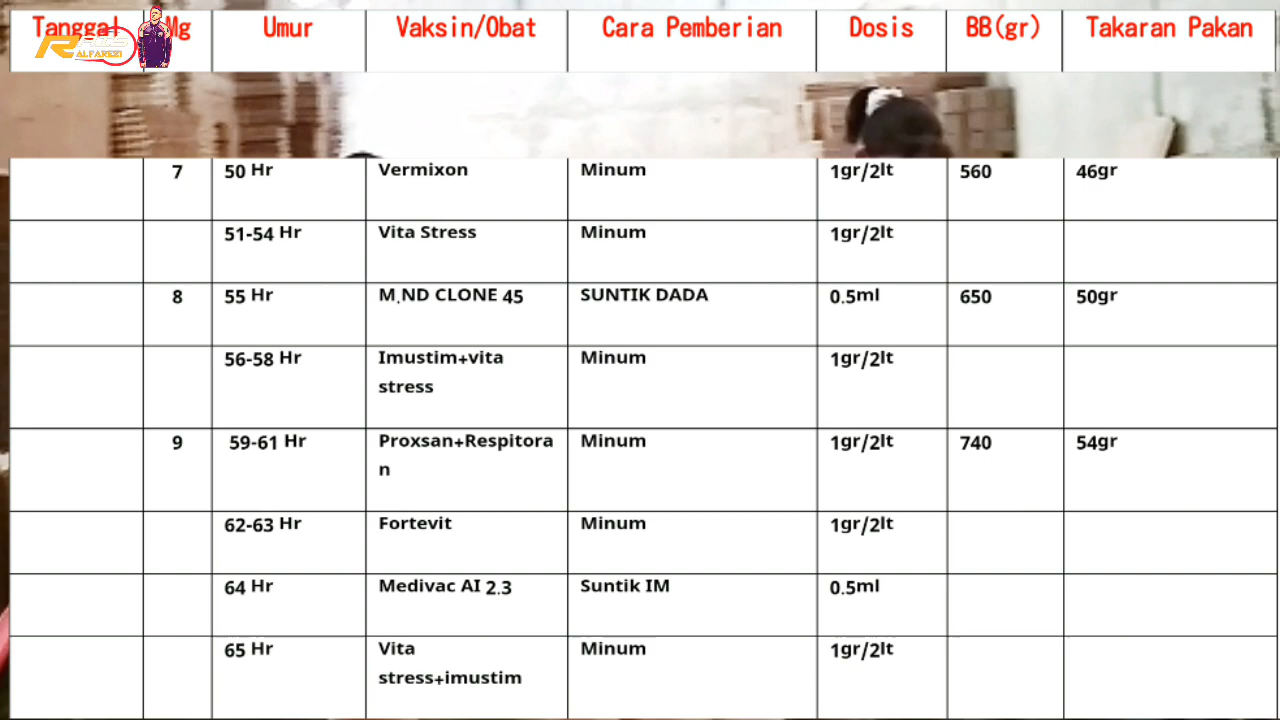 Tanggal Mg Umur Vaksin/Obat Cara Pemberian Dosis BB(gr) Takaran Pakan
ALFAREZI
7 50 Hr Vermixon Minum 1gr/2lt 560 46gr
51-54 Hr Vita Stress Minum 1gr/2lt
8 55 Hr M.ND CLONE 45 SUNTIK DADA 0.5ml 650 50gr
56-58 Hr Imustim+vita Minum 1gr/2lt
stress
9 59-61 Hr Proxsan+Respitora Minum 1gr/2lt 740 54gr
n
62-63 Hr Fortevit Minum 1gr/2lt
64 Hr Medivac AI 2.3 Suntik IM 0.5ml
65 Hr Vita Minum 1gr/2lt
stress+imustim